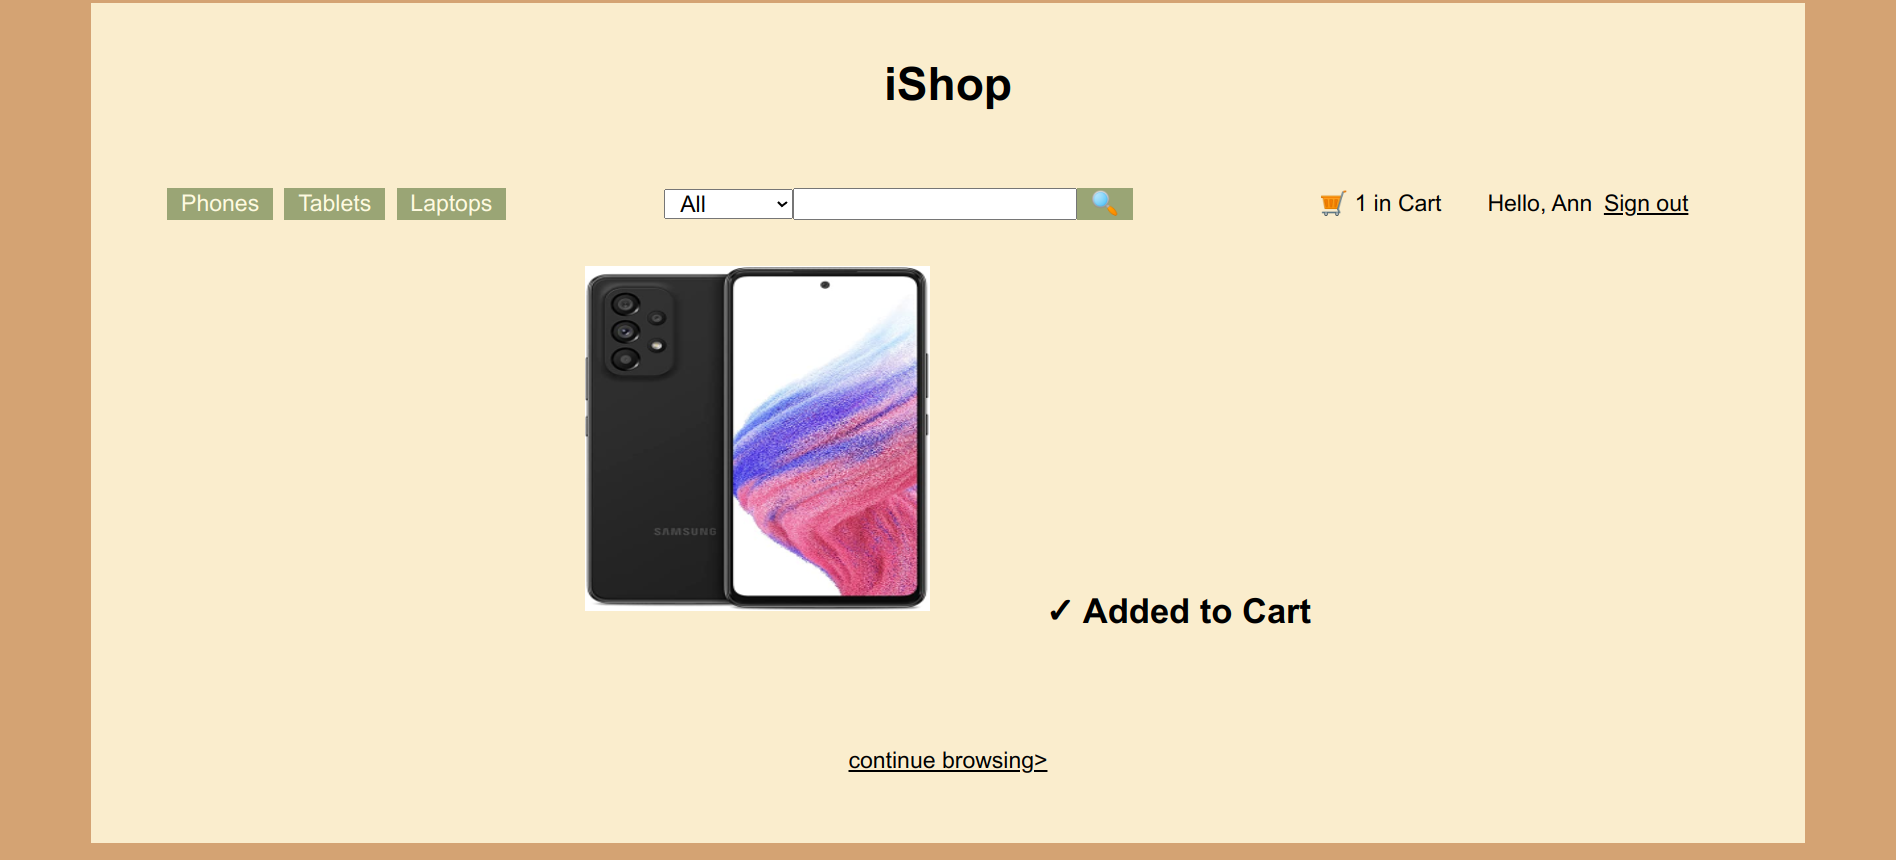 iShop
Phones Tablets Laptops All 1 in Cart Hello, Ann Sign out
SAMSUNG
✓ Added to Cart
continue browsing>